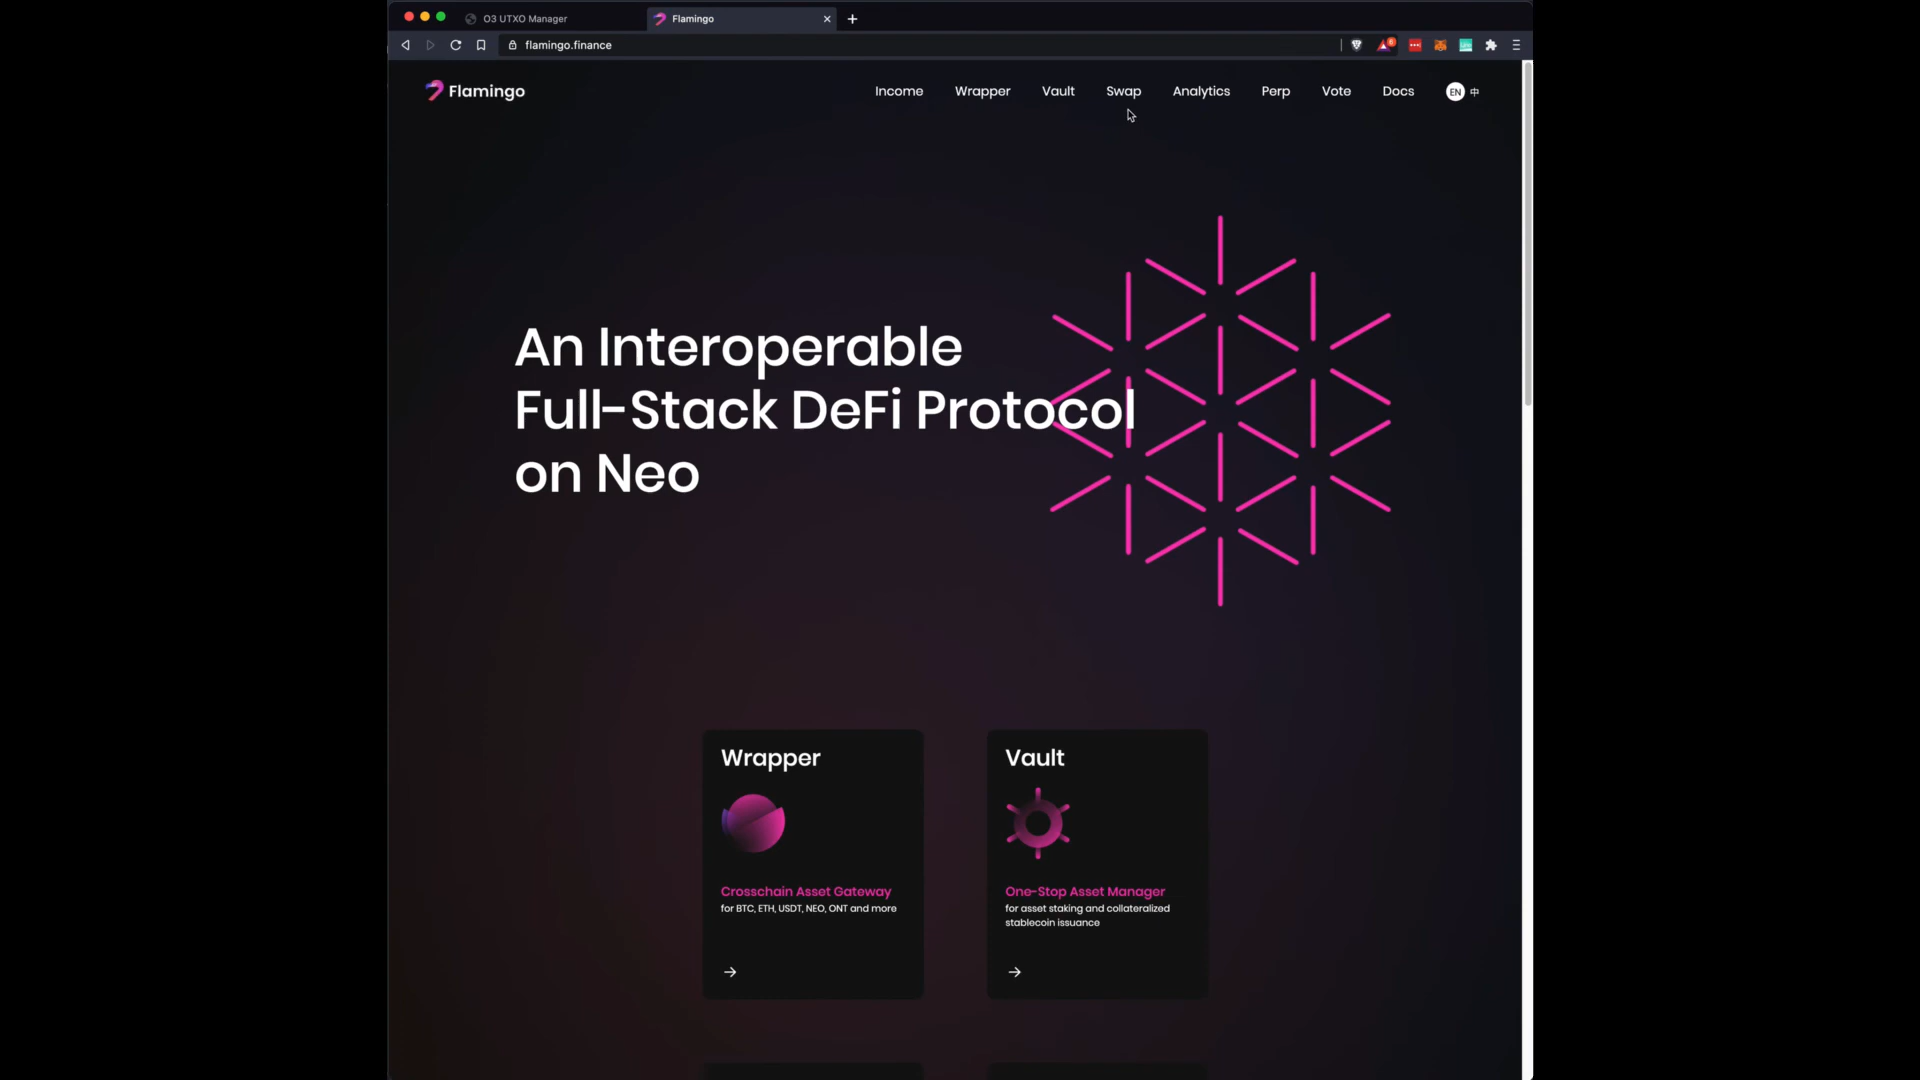 O3 UTXO Manager
Flamingo
flamingo.finance
6
Flamingo
Income
Wrapper
Vault
Swap
Analytics
Perp
Vote
Docs
EN
中
An Interoperable
Full-Stack DeFi Protocol
on Neo
Wrapper
Crosschain Asset Gateway
for BTC, ETH, USDT, NEO, ONT and more
Vault
One-Stop Asset Manager
for asset staking and collateralized
stablecoin issuance